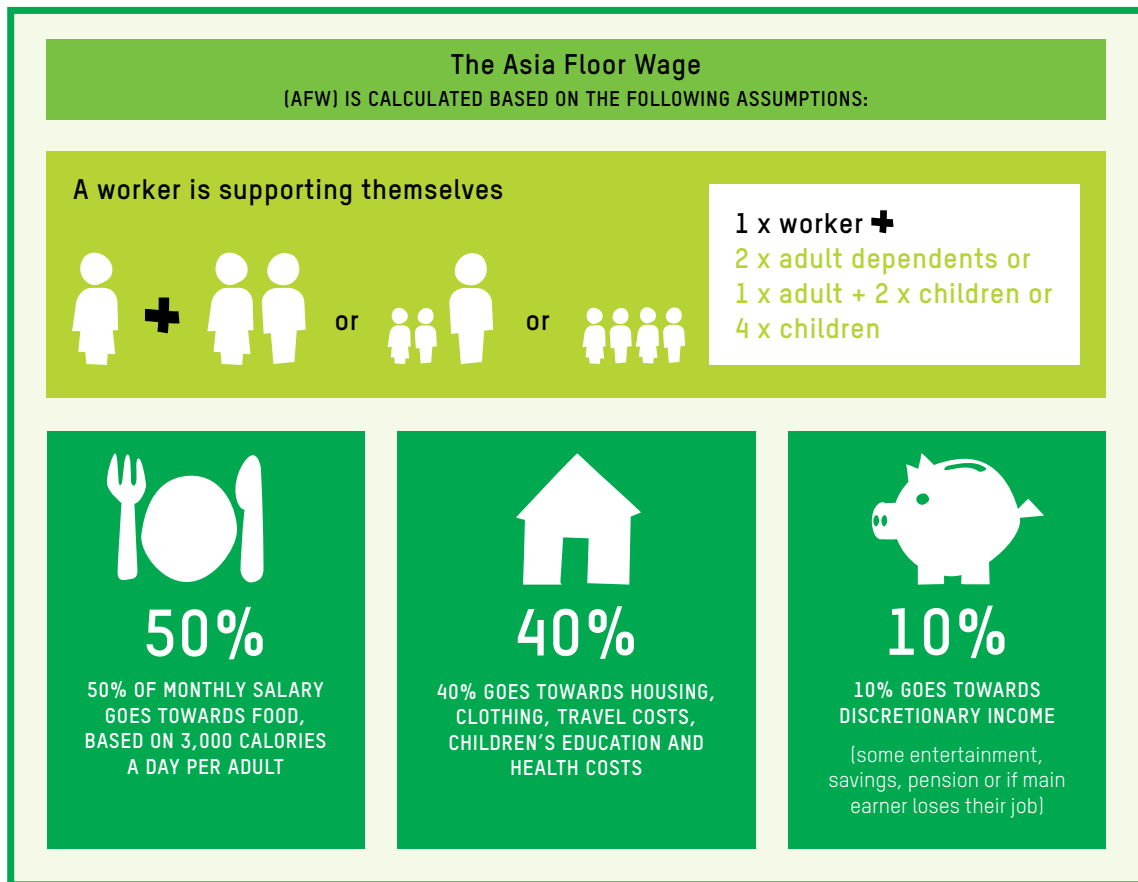 The Asia Floor Wage
(AFW) IS CALCULATED BASED ON THE FOLLOWING ASSUMPTIONS:
A worker is supporting themselves
+
or
or
1 x worker +
2 x adult dependents or
1 x adult + 2 x children or
4 x children
50%
50% OF MONTHLY SALARY
GOES TOWARDS FOOD,
BASED ON 3,000 CALORIES
A DAY PER ADULT
40%
40% GOES TOWARDS HOUSING,
CLOTHING, TRAVEL COSTS,
CHILDREN'S EDUCATION AND
HEALTH COSTS
10%
10% GOES TOWARDS
DISCRETIONARY INCOME
(some entertainment,
savings, pension or if main
earner loses their job)